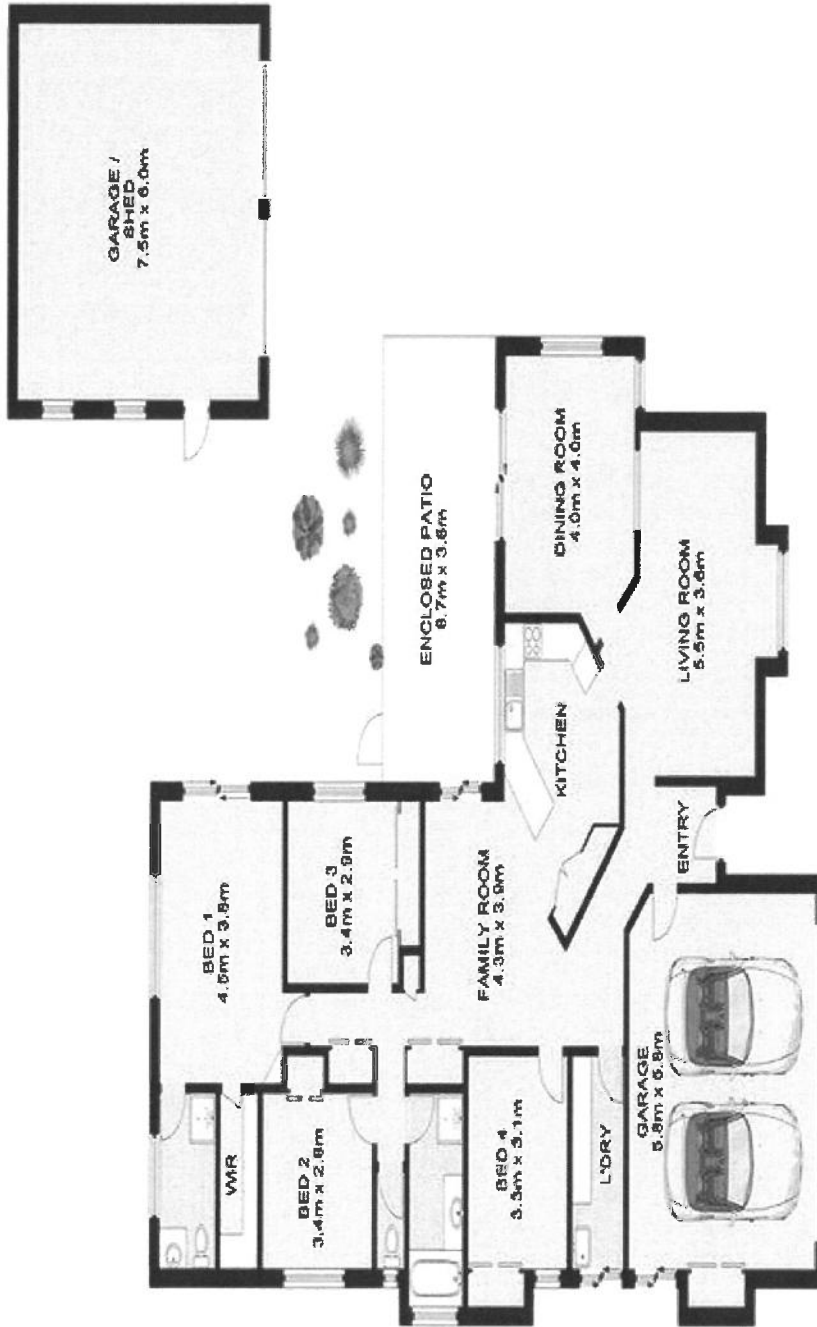 GARAGE /
SHED
7.5m x 6.0m
ENCLOSED PATIO
6.7m x 3.6m
DINING ROOM
4.0m x 4.0m
LIVING ROOM
5.5m x 3.6m
KITCHEN
ENTRY
BED 1
4.5m x 3.8m
BED 3
3.4m x 2.9m
FAMILY ROOM
4.3m x 3.9m
WIR
BED 2
3.4m x 2.8m
BED 4
3.3m x 3.1m
L'DRY
GARAGE
5.8m x 5.8m